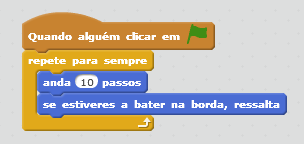 Quando alguém clicar em
repete para sempre
anda 10 passos
se estiveres a bater na borda, ressalta